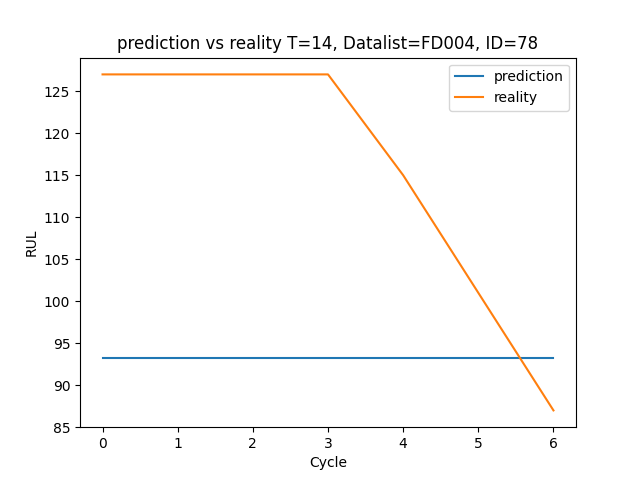 prediction vs reality T=14, Datalist=FD004, ID=78
prediction
reality
RUL
125
120
115
110
105
100
95
90
85
0 1 2 3 4 5 6
Cycle